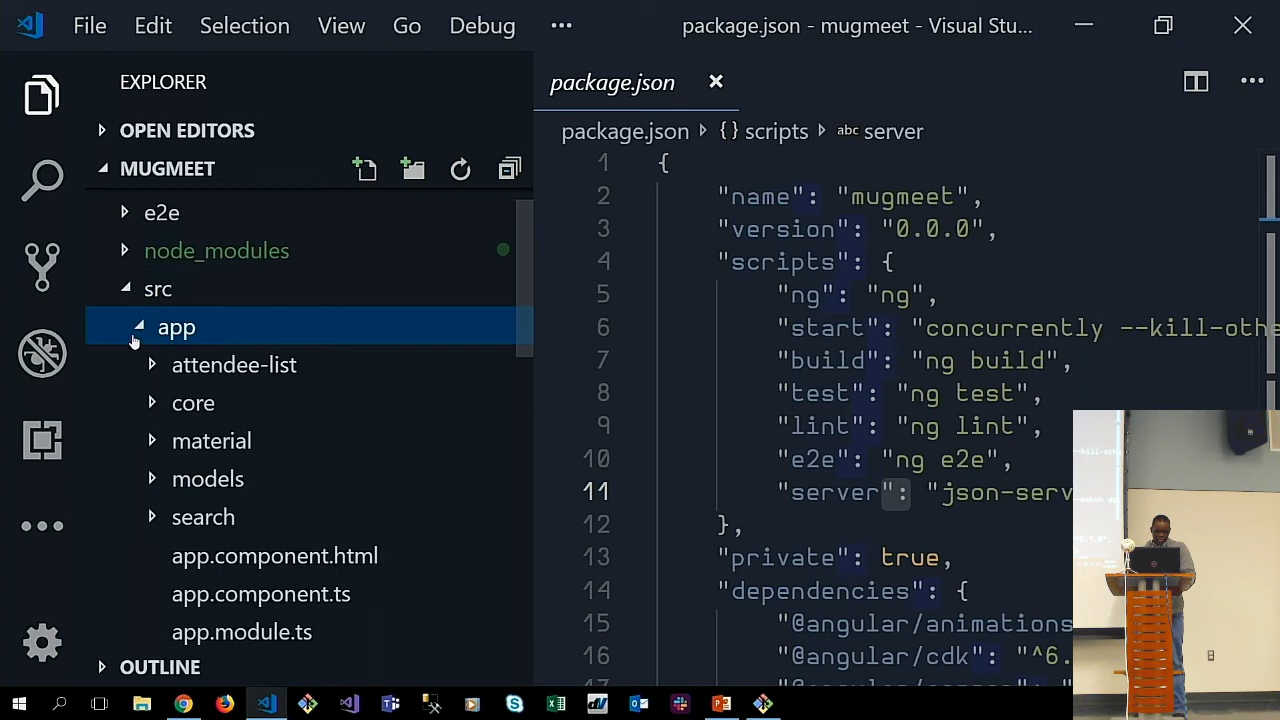 File Edit Selection View Go Debug ··· package.json - mugmeet - Visual Stu...
EXPLORER
OPEN EDITORS
MUGMEET
e2e
node_modules
src
app
attendee-list
core
material
models
search
app.component.html
app.component.ts
app.module.ts
OUTLINE
package.json
package.json {} scripts abc server
1 {
2 "name": "mugmeet",
3 "version": "0.0.0",
4 "scripts": {
5 "ng": "ng",
6 "start": "concurrently --kill-othe
7 "build": "ng build",
8 "test": "ng test",
9 "lint": "ng lint",
10 "e2e": "ng e2e",
11 "server": "json-serv
12 },
13 "private": true,
14 "dependencies": {
15 "@angular/animations
16 "@angular/cdk": "^6.
17